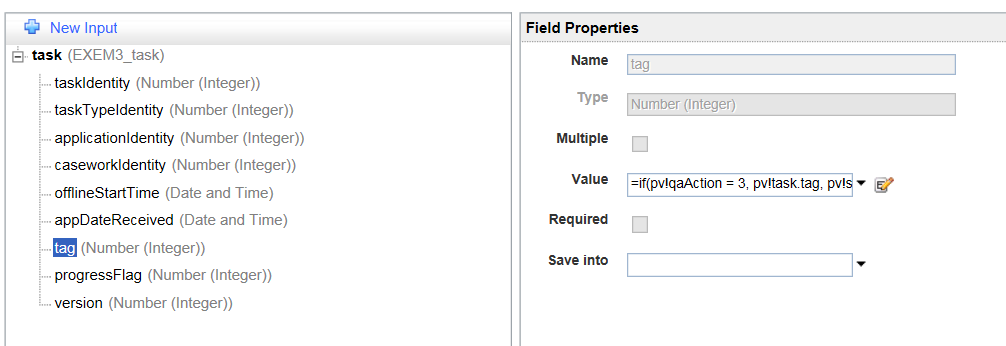 New Input
task (EXEM3_task)
taskIdentity (Number (Integer))
taskTypeIdentity (Number (Integer))
applicationIdentity (Number (Integer))
caseworkIdentity (Number (Integer))
offlineStartTime (Date and Time)
appDateReceived (Date and Time)
tag (Number (Integer))
progressFlag (Number (Integer))
version (Number (Integer))
Field Properties
Name tag
Type Number (Integer)
Multiple
Value =if(pv!qaAction = 3, pv!task.tag, pv!s
Required
Save into